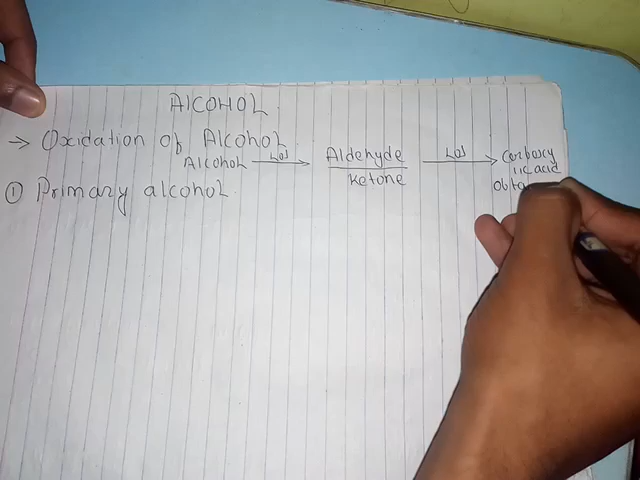 ALCOHOL
→ Oxidation of Alcohol
Alcohol [O] → Aldehyde / Ketone [O] → Carboxy
lic acid
① Primary alcohol